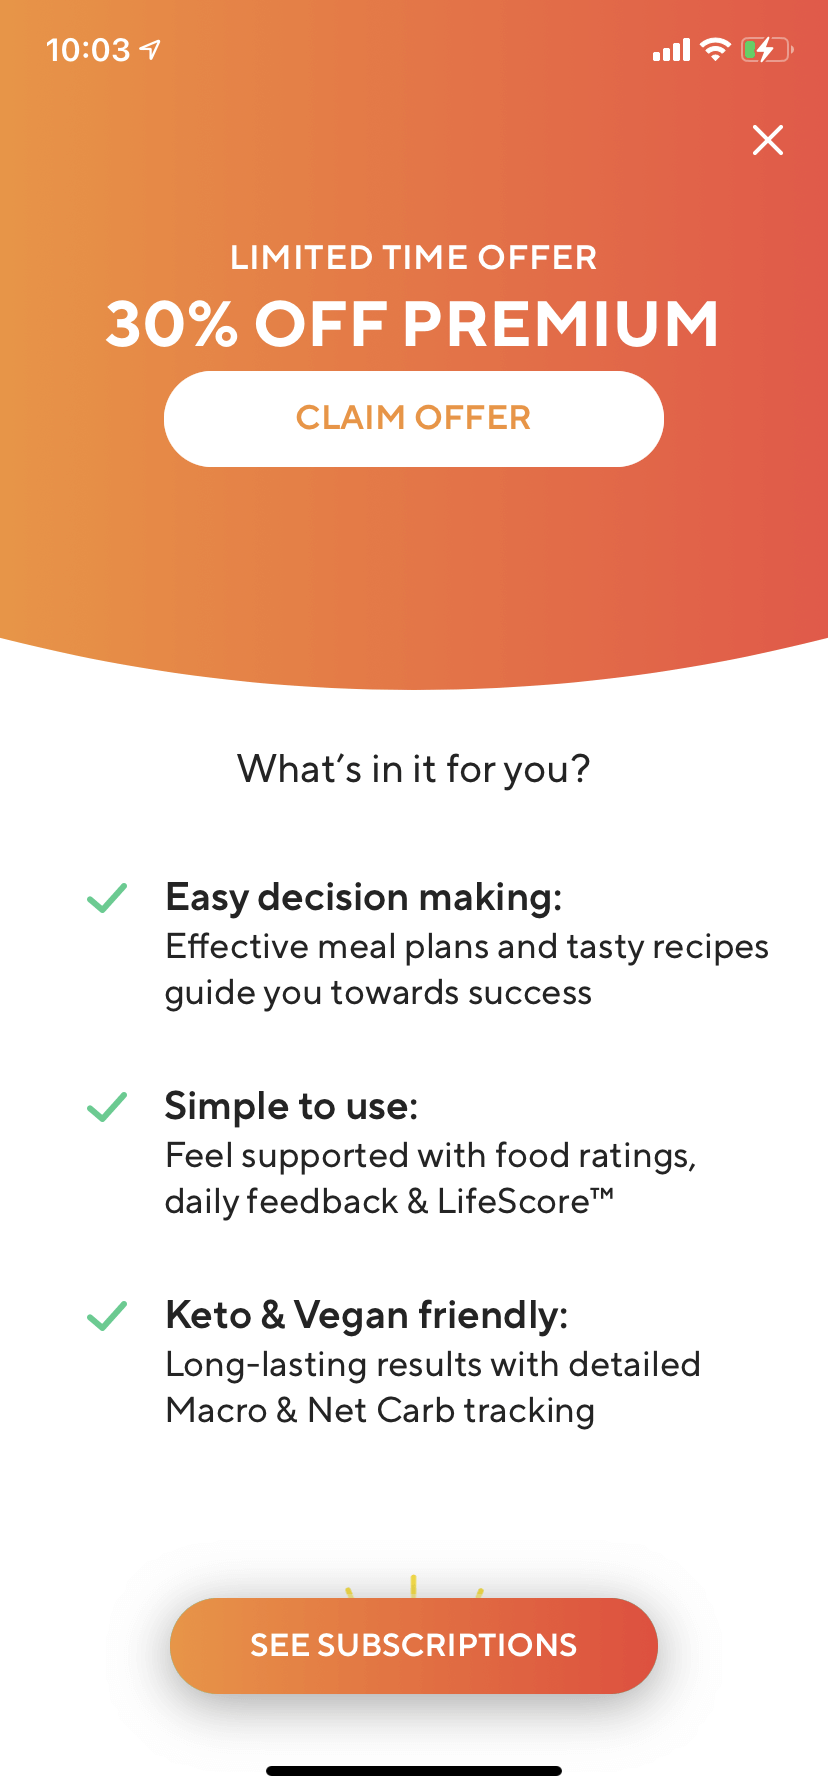 10:03
LIMITED TIME OFFER
30% OFF PREMIUM
CLAIM OFFER
What's in it for you?
Easy decision making:
Effective meal plans and tasty recipes
guide you towards success
Simple to use:
Feel supported with food ratings,
daily feedback & LifeScore™
Keto & Vegan friendly:
Long-lasting results with detailed
Macro & Net Carb tracking
SEE SUBSCRIPTIONS